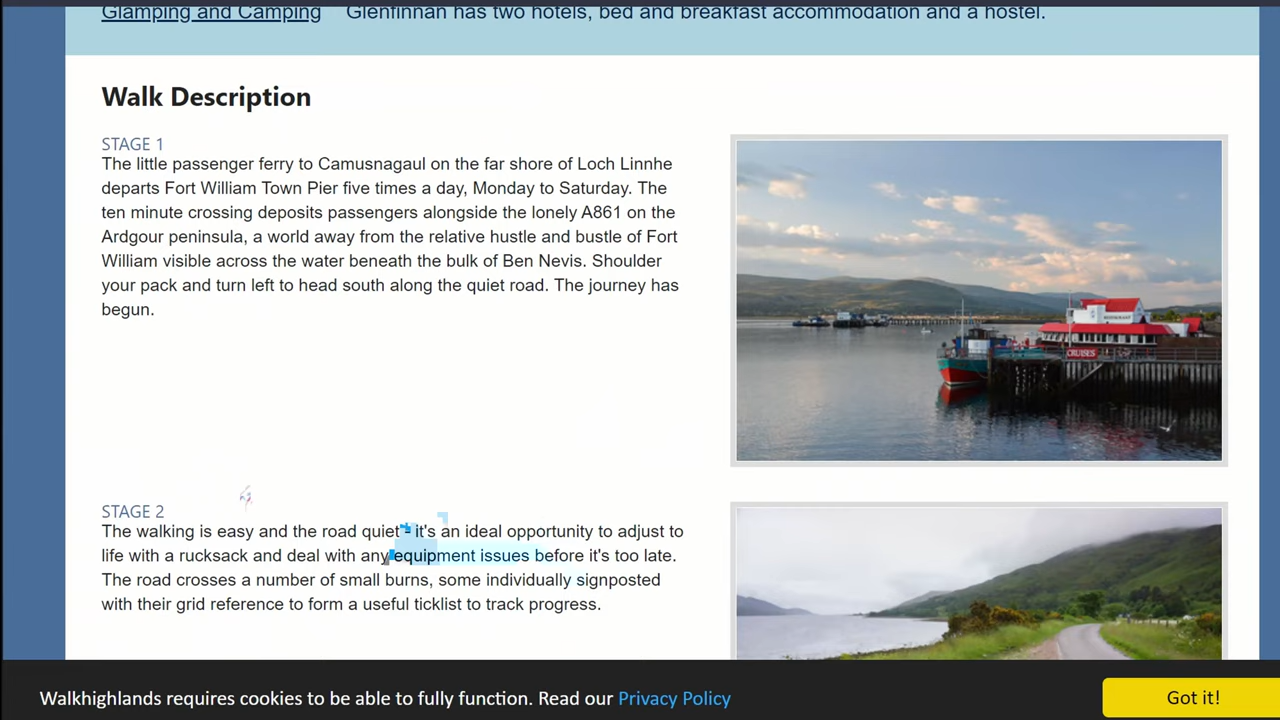 Glamping and Camping Glenfinnan has two hotels, bed and breakfast accommodation and a hostel.
Walk Description
STAGE 1
The little passenger ferry to Camusnagaul on the far shore of Loch Linnhe
departs Fort William Town Pier five times a day, Monday to Saturday. The
ten minute crossing deposits passengers alongside the lonely A861 on the
Ardgour peninsula, a world away from the relative hustle and bustle of Fort
William visible across the water beneath the bulk of Ben Nevis. Shoulder
your pack and turn left to head south along the quiet road. The journey has
begun.
RESTAURANT
CRUISES
STAGE 2
The walking is easy and the road quiet - it's an ideal opportunity to adjust to
life with a rucksack and deal with any equipment issues before it's too late.
The road crosses a number of small burns, some individually signposted
with their grid reference to form a useful ticklist to track progress.
Walkhighlands requires cookies to be able to fully function. Read our Privacy Policy
Got it!